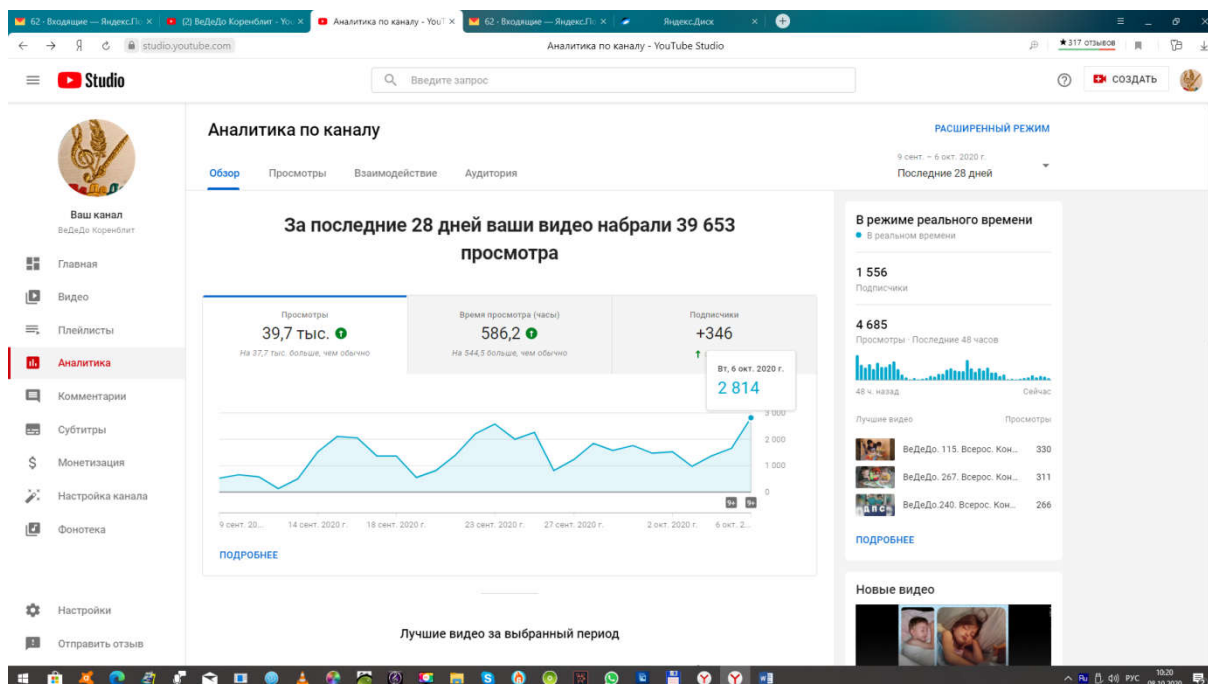 62 · Входящие — Яндекс.По
(2) ВеДеДо Коренблит - You
Аналитика по каналу - YouT
62 · Входящие — Яндекс.По
Яндекс.Диск
studio.youtube.com
Аналитика по каналу - YouTube Studio
317 отзывов
Studio
Введите запрос
СОЗДАТЬ
Ваш канал
ВеДеДо Коренблит
Главная
Видео
Плейлисты
Аналитика
Комментарии
Субтитры
Монетизация
Настройка канала
Фонотека
Настройки
Отправить отзыв
Аналитика по каналу
РАСШИРЕННЫЙ РЕЖИМ
Обзор
Просмотры
Взаимодействие
Аудитория
9 сент. – 6 окт. 2020 г.
Последние 28 дней
За последние 28 дней ваши видео набрали 39 653
просмотра
Просмотры
39,7 тыс.
На 37,7 тыс. больше, чем обычно
Время просмотра (часы)
586,2
На 544,5 больше, чем обычно
Подписчики
+346
Вт, 6 окт. 2020 г.
2 814
3 000
2 000
1 000
0
9+ 9+
9 сент. 20...
14 сент. 2020 г.
18 сент. 2020 г.
23 сент. 2020 г.
27 сент. 2020 г.
2 окт. 2020 г.
6 окт. 2...
ПОДРОБНЕЕ
Лучшие видео за выбранный период
В режиме реального времени
В реальном времени
1 556
Подписчики
4 685
Просмотры · Последние 48 часов
48 ч. назад
Сейчас
Лучшие видео
Просмотры
ВеДеДо. 115. Всерос. Кон... 330
ВеДеДо. 267. Всерос. Кон... 311
ВеДеДо.240. Всерос. Кон... 266
ПОДРОБНЕЕ
Новые видео
Ru
РУС
10:20
08.10.2020